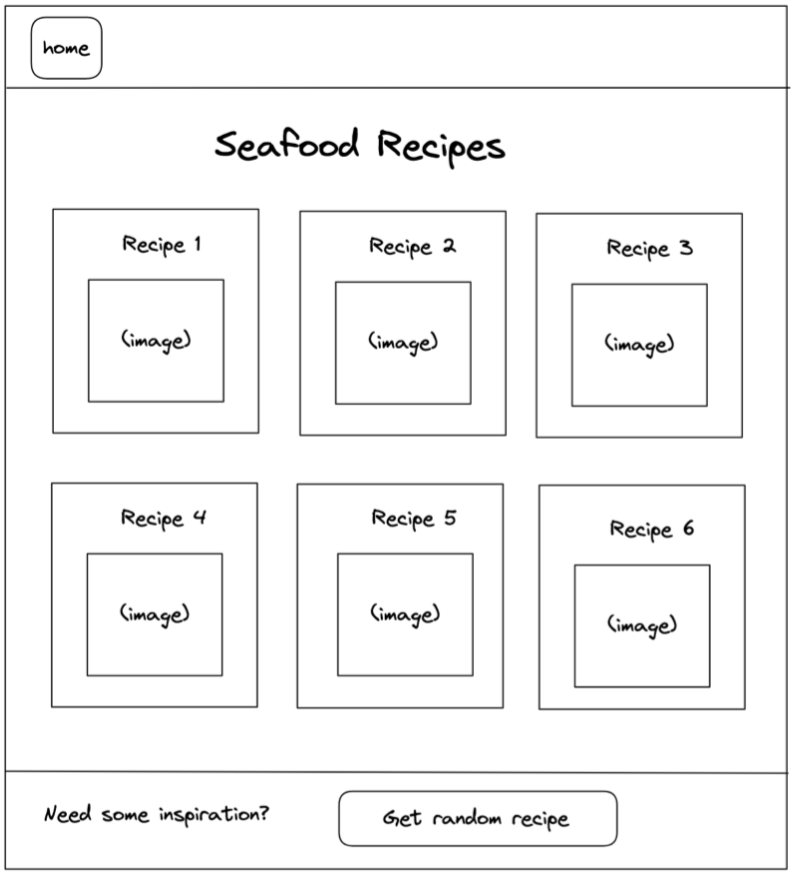 home
Seafood Recipes
Recipe 1
Recipe 2
Recipe 3
(image)
(image)
(image)
Recipe 4
Recipe 5
Recipe 6
(image)
(image)
(image)
Need some inspiration?
Get random recipe